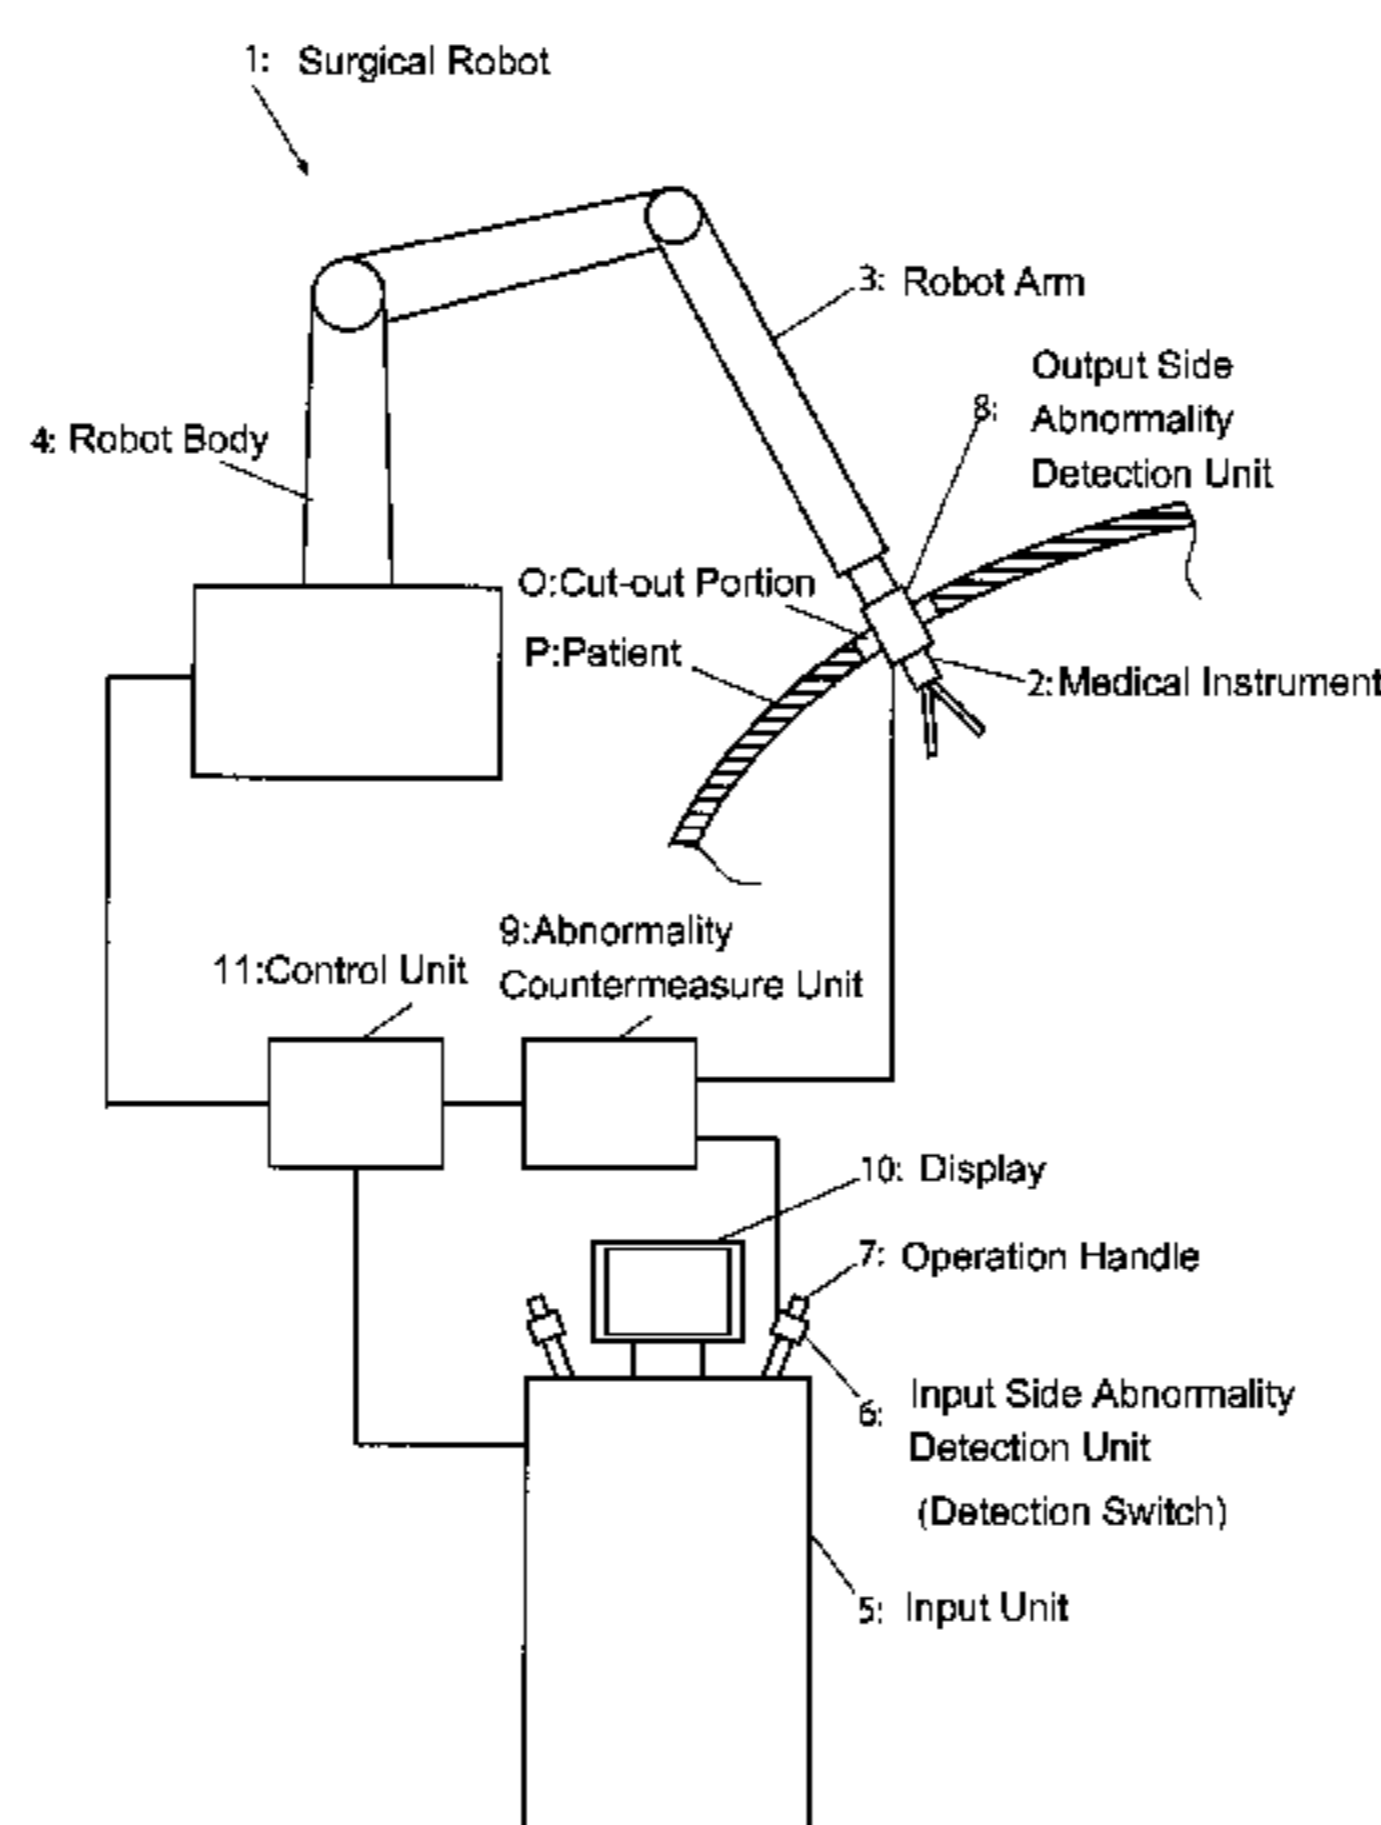 1: Surgical Robot
3: Robot Arm
Output Side
8: Abnormality
Detection Unit
4: Robot Body
O:Cut-out Portion
P:Patient
2:Medical Instrument
9:Abnormality
Countermeasure Unit
11:Control Unit
10: Display
7: Operation Handle
6: Input Side Abnormality
Detection Unit
(Detection Switch)
5: Input Unit